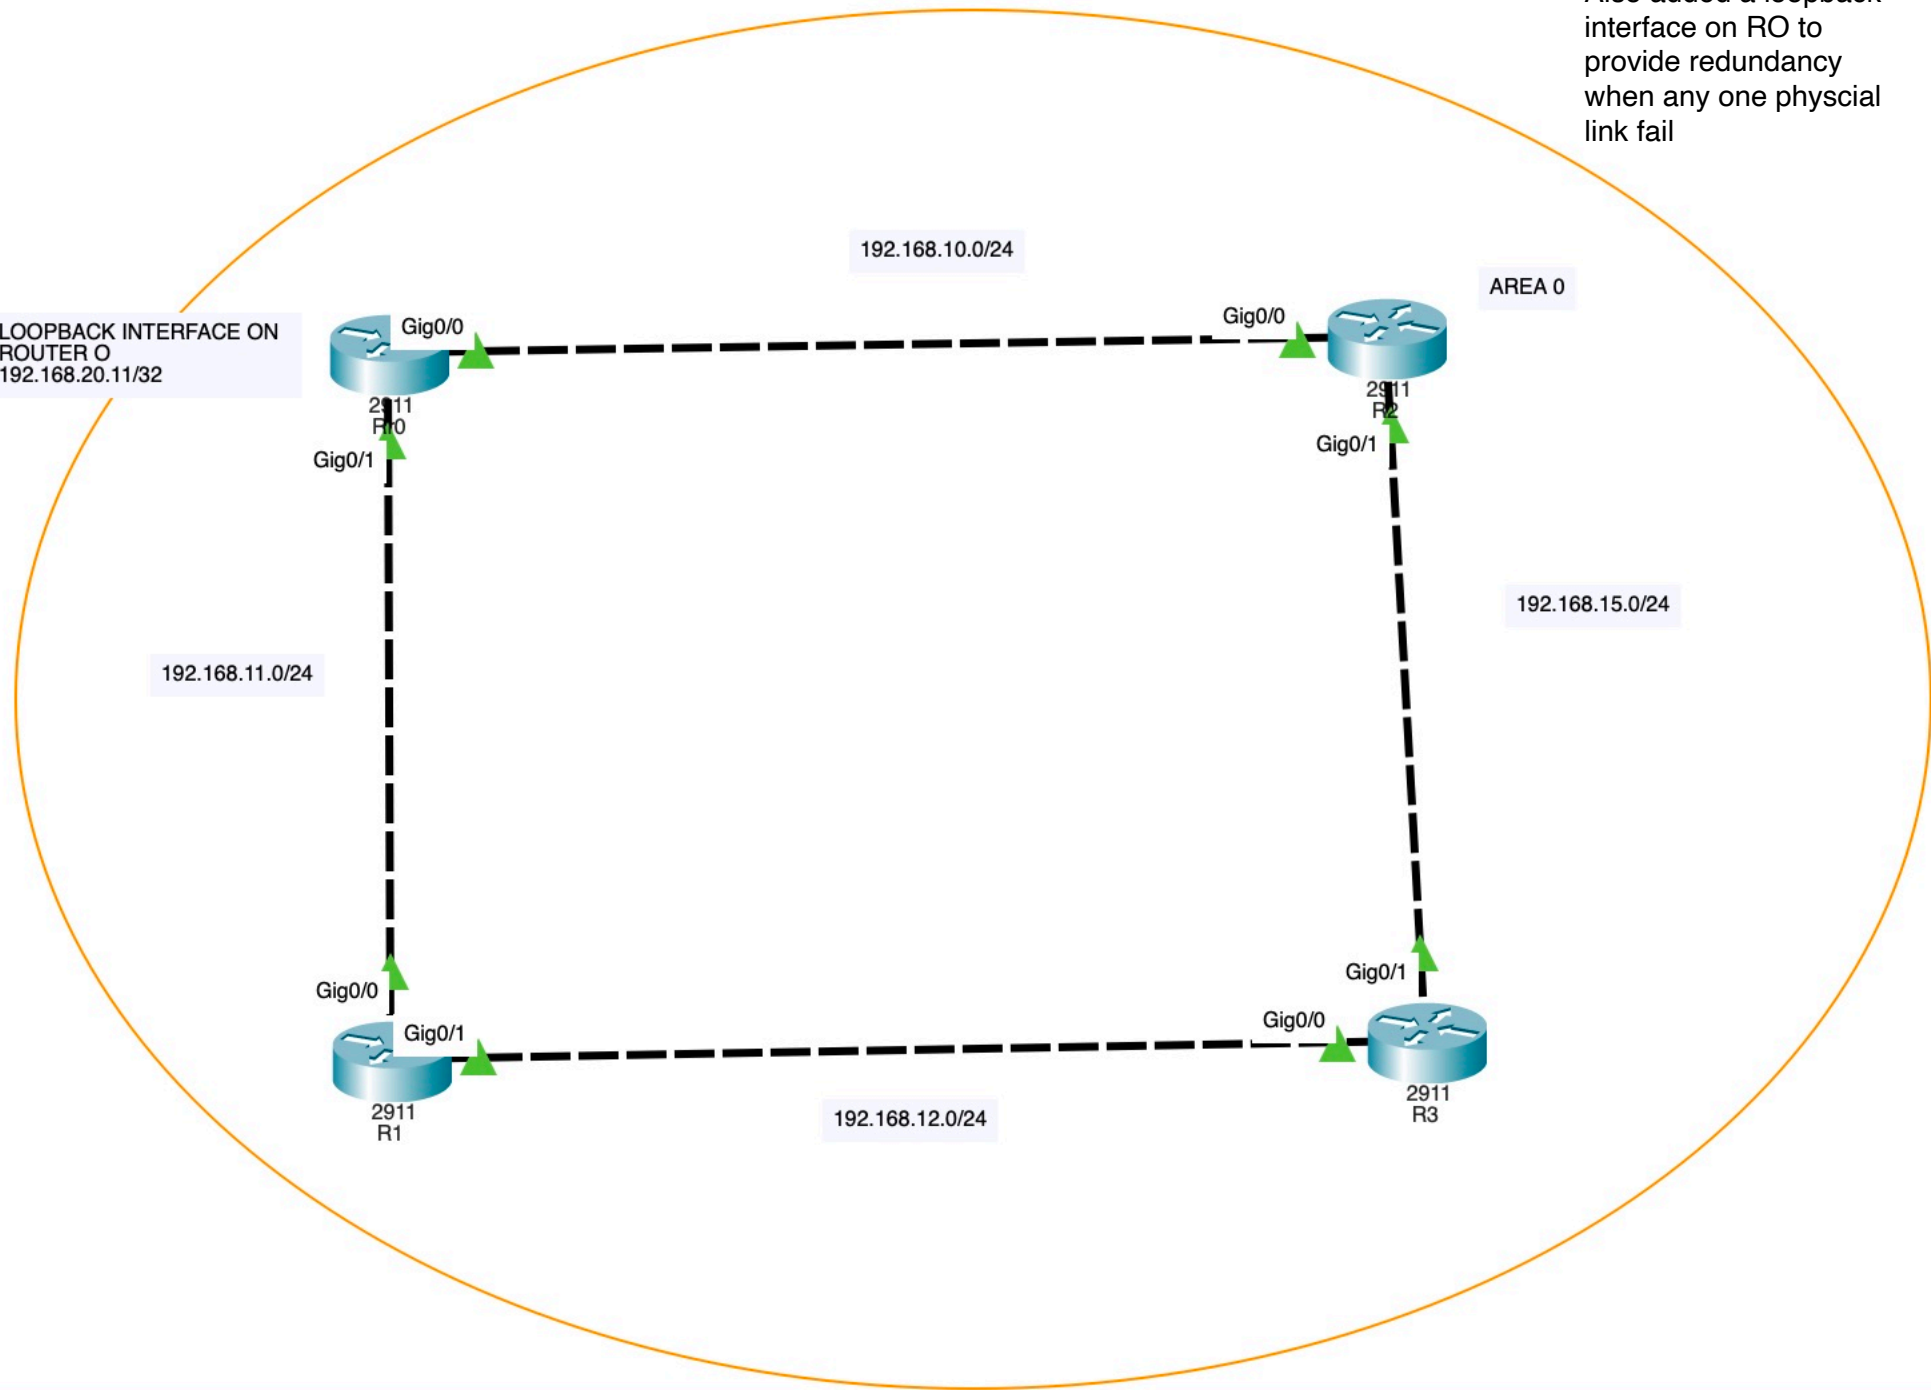 Also added a loopback
interface on RO to
provide redundancy
when any one physcial
link fail
192.168.10.0/24
AREA 0
LOOPBACK INTERFACE ON
ROUTER O
192.168.20.11/32
Gig0/0
Gig0/0
2911
2911
R2
Gig0/1
Gig0/1
192.168.15.0/24
192.168.11.0/24
Gig0/1
Gig0/0
Gig0/1
Gig0/0
2911
R3
2911
R1
192.168.12.0/24